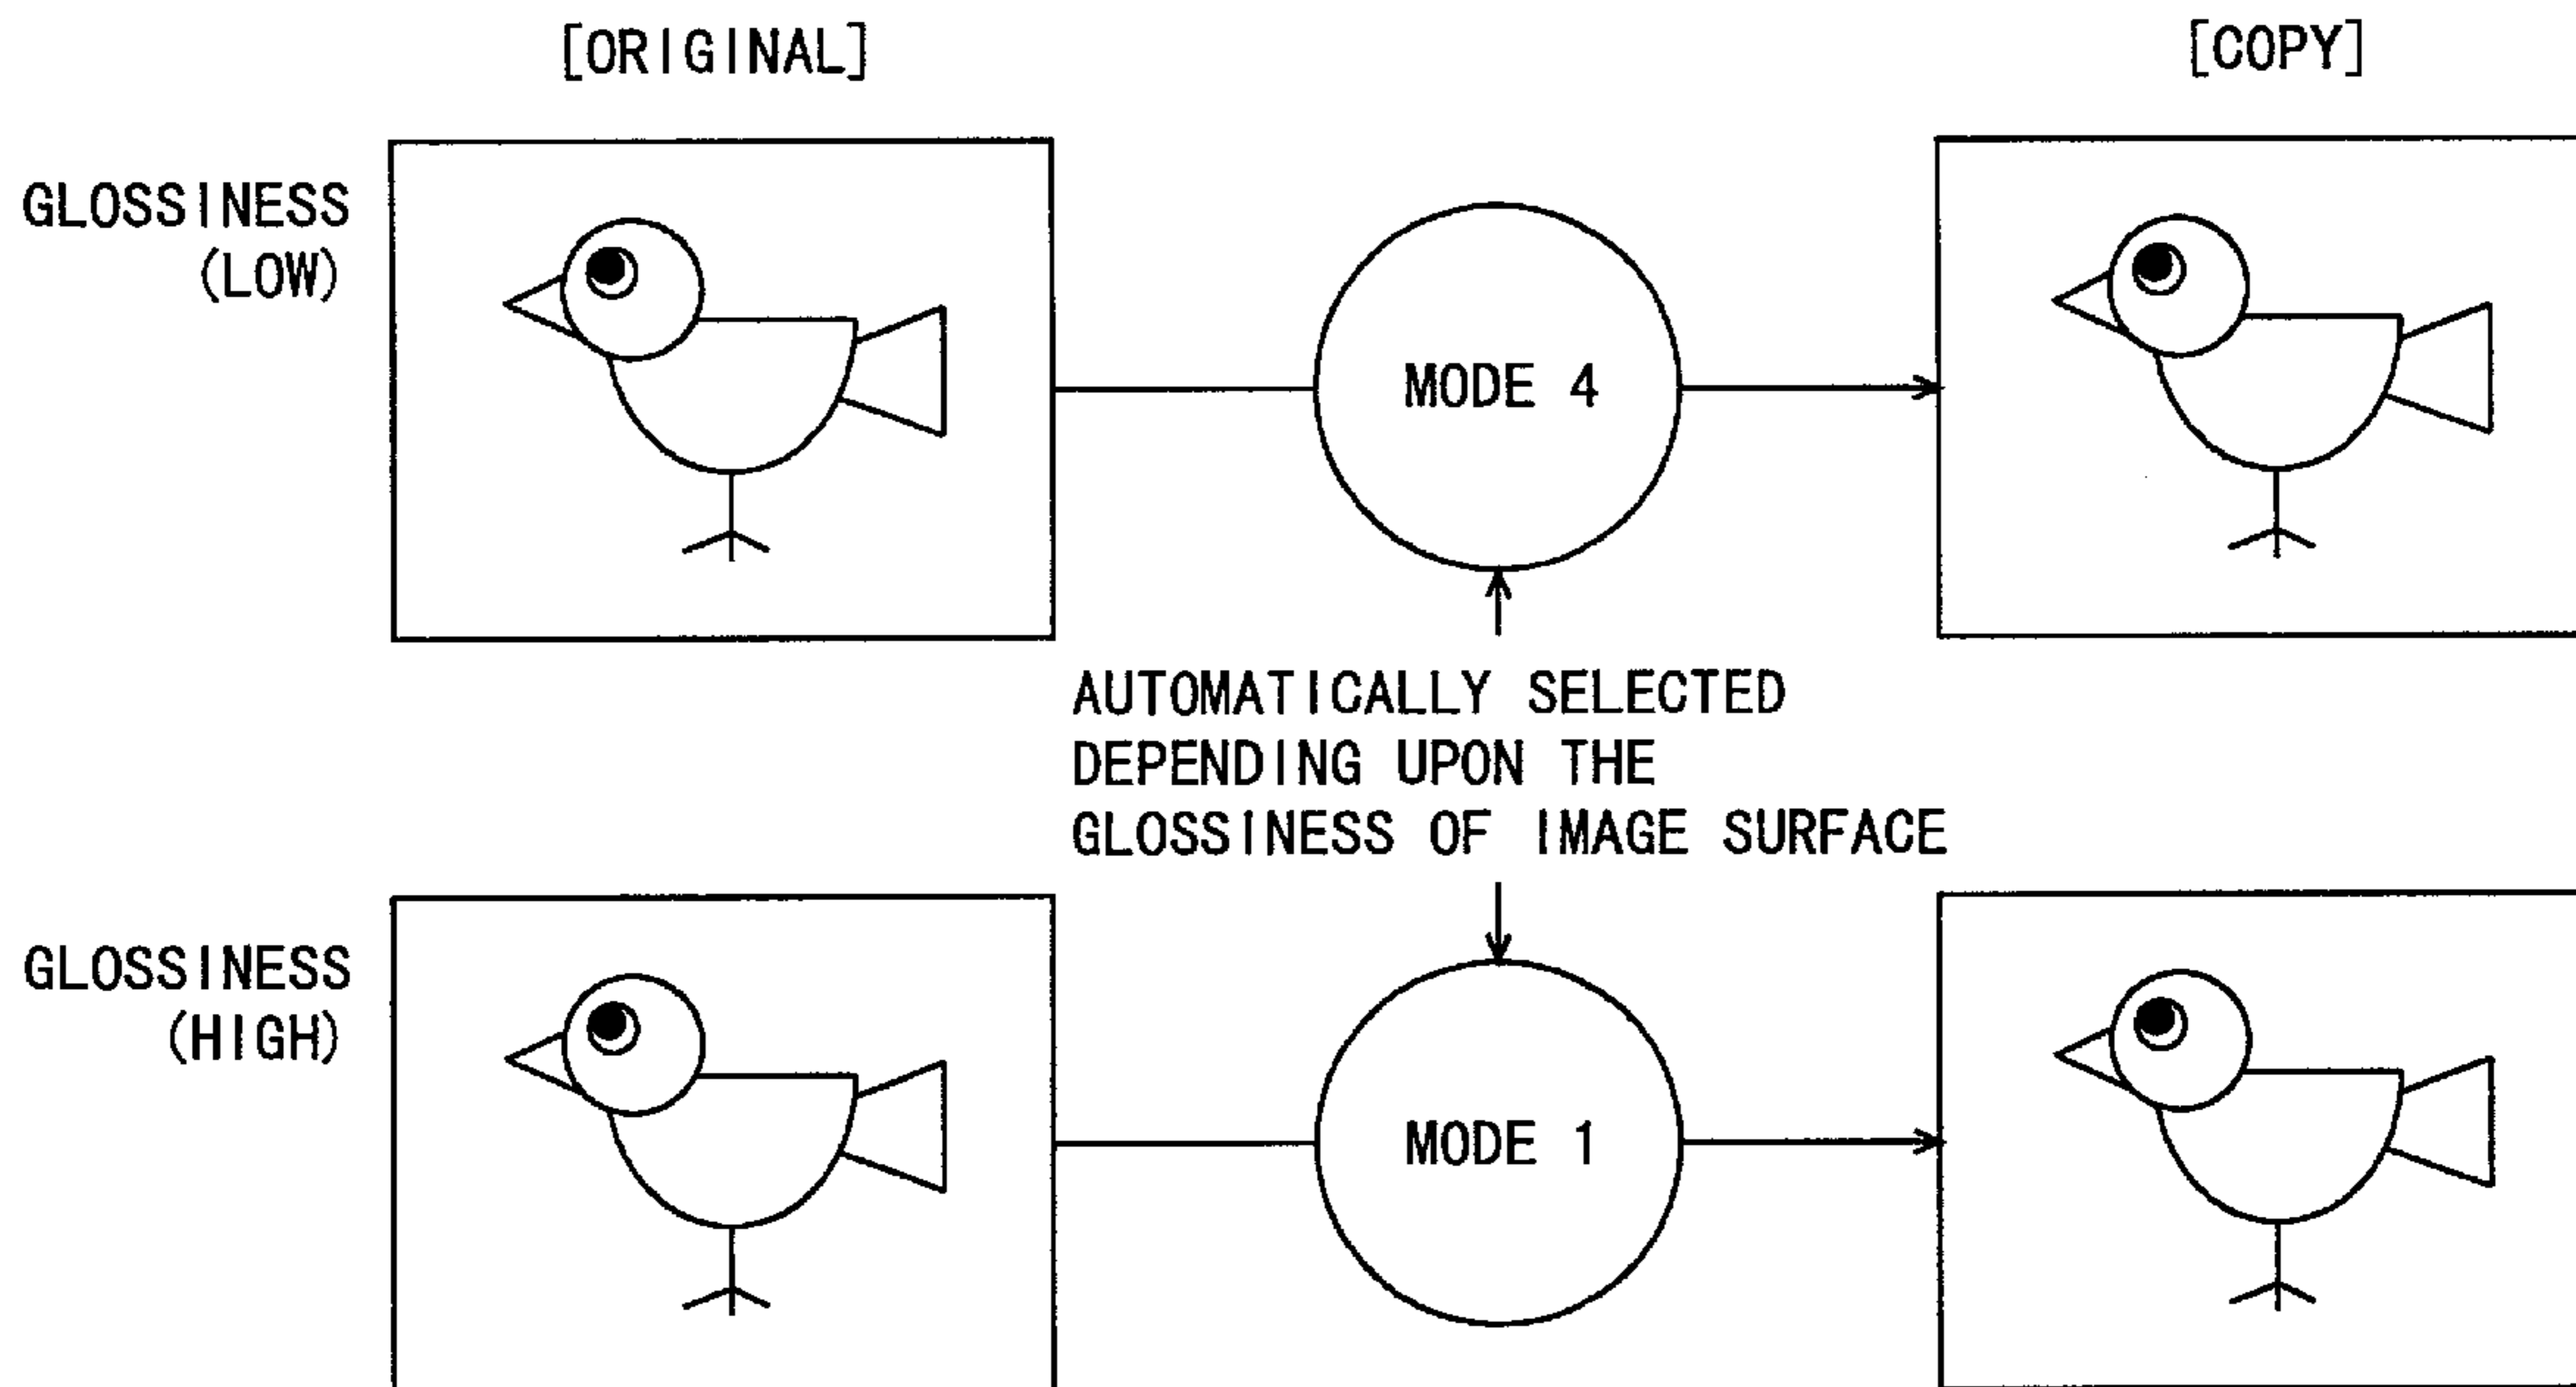 [ORIGINAL]
[COPY]
GLOSSINESS
(LOW)
MODE 4
AUTOMATICALLY SELECTED
DEPENDING UPON THE
GLOSSINESS OF IMAGE SURFACE
GLOSSINESS
(HIGH)
MODE 1